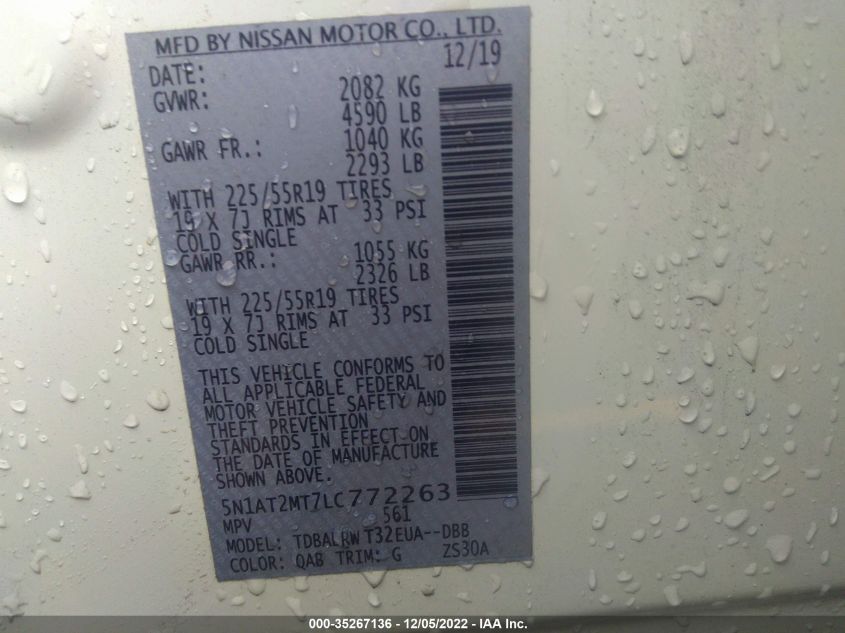 MFD BY NISSAN MOTOR CO., LTD.
DATE: 12/19
GVWR: 2082 KG
4590 LB
GAWR FR.: 1040 KG
2293 LB
WITH 225/55R19 TIRES
19 X 7J RIMS AT 33 PSI
COLD SINGLE
GAWR RR.: 1055 KG
2326 LB
WITH 225/55R19 TIRES
19 X 7J RIMS AT 33 PSI
COLD SINGLE
THIS VEHICLE CONFORMS TO
ALL APPLICABLE FEDERAL
MOTOR VEHICLE SAFETY AND
THEFT PREVENTION
STANDARDS IN EFFECT ON
THE DATE OF MANUFACTURE
SHOWN ABOVE.
5N1AT2MT7LC772263
MPV 561
MODEL: TDBALRW T32EUA--DBB
COLOR: QAB TRIM: G ZS30A
000-35267136 - 12/05/2022 - IAA Inc.